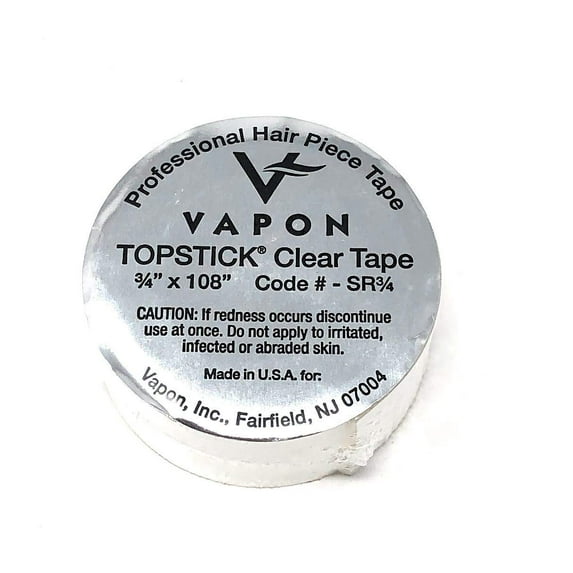 Professional Hair Piece Tape
VAPON
TOPSTICK® Clear Tape
¾” x 108” Code # - SR¾
CAUTION: If redness occurs discontinue
use at once. Do not apply to irritated,
infected or abraded skin.
Made in U.S.A. for:
Vapon, Inc., Fairfield, NJ 07004